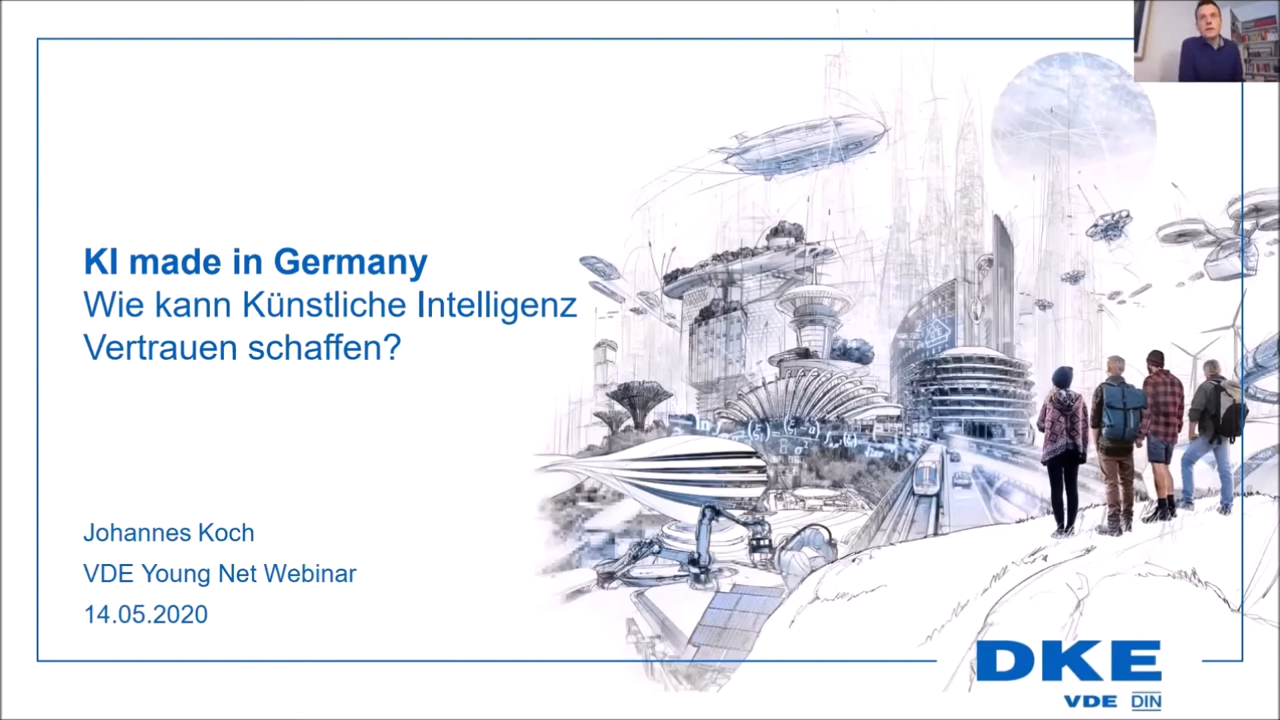 KI made in Germany
Wie kann Künstliche Intelligenz
Vertrauen schaffen?
Johannes Koch
VDE Young Net Webinar
14.05.2020
DKE
VDE DIN